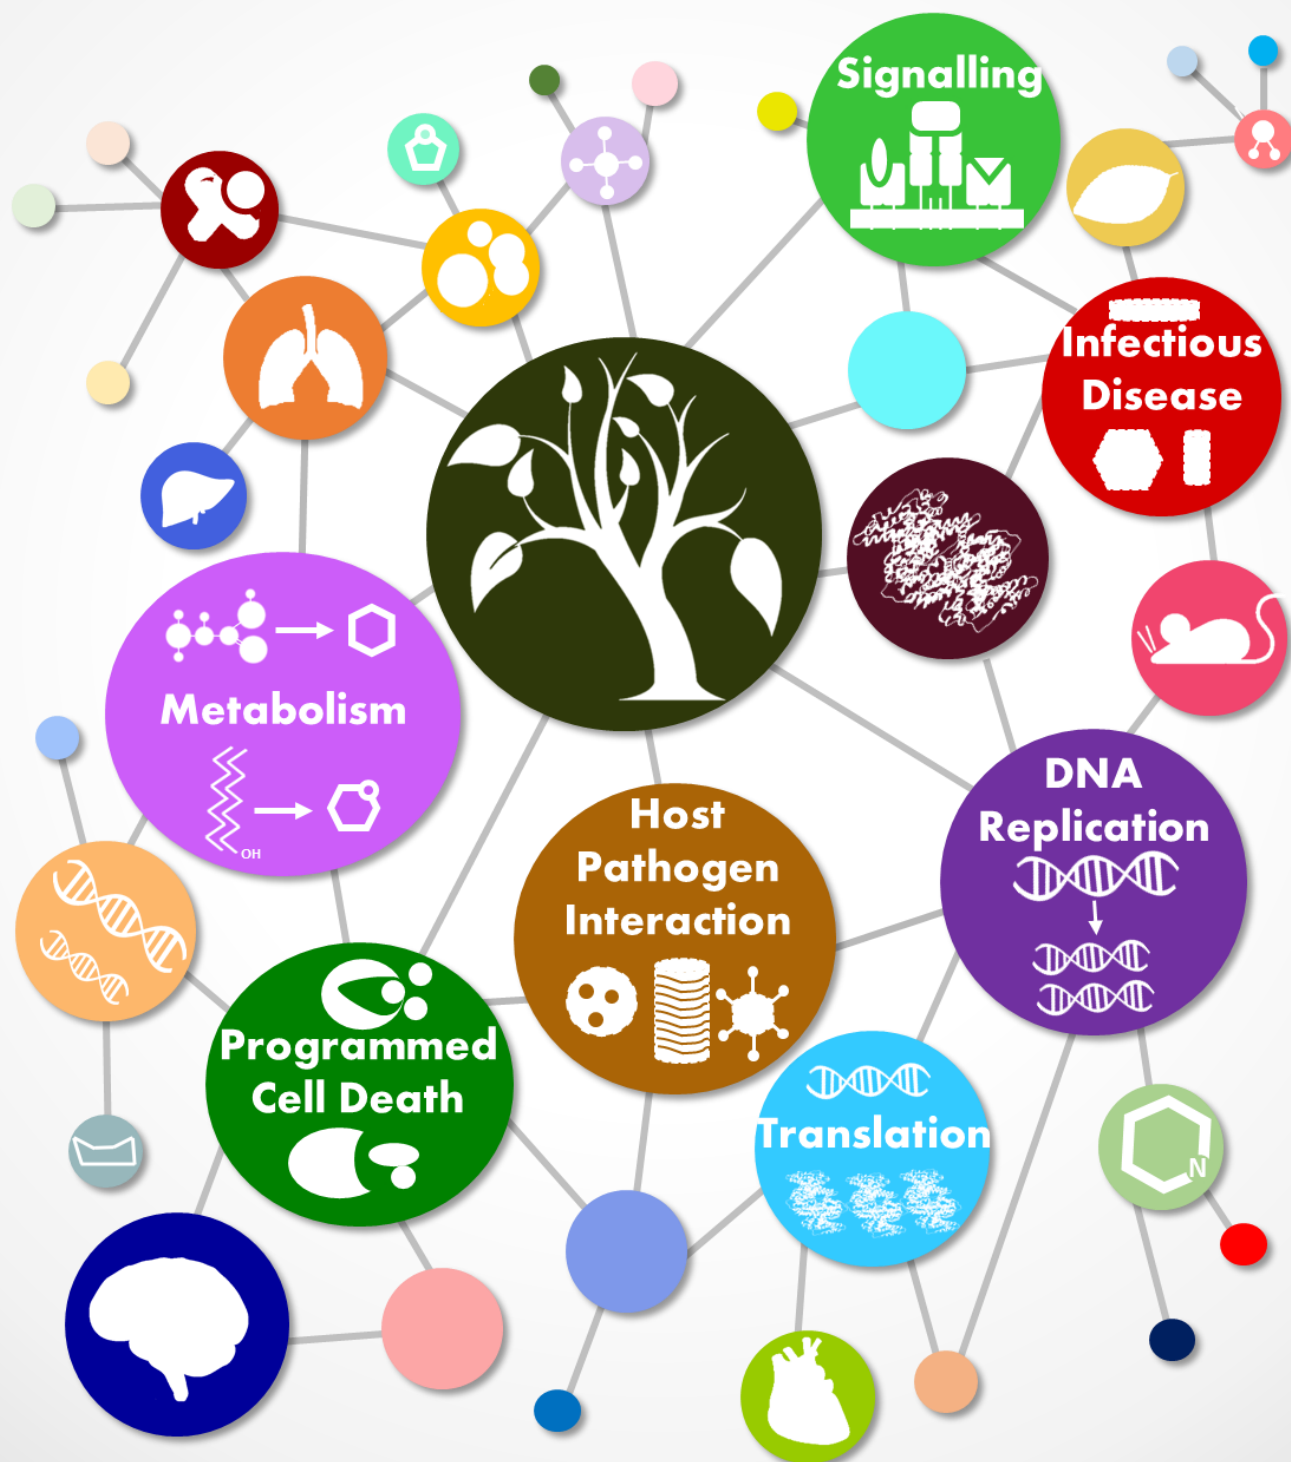 Signalling
Infectious
Disease
Metabolism
OH
DNA
Replication
Host
Pathogen
Interaction
Programmed
Cell Death
Translation
N